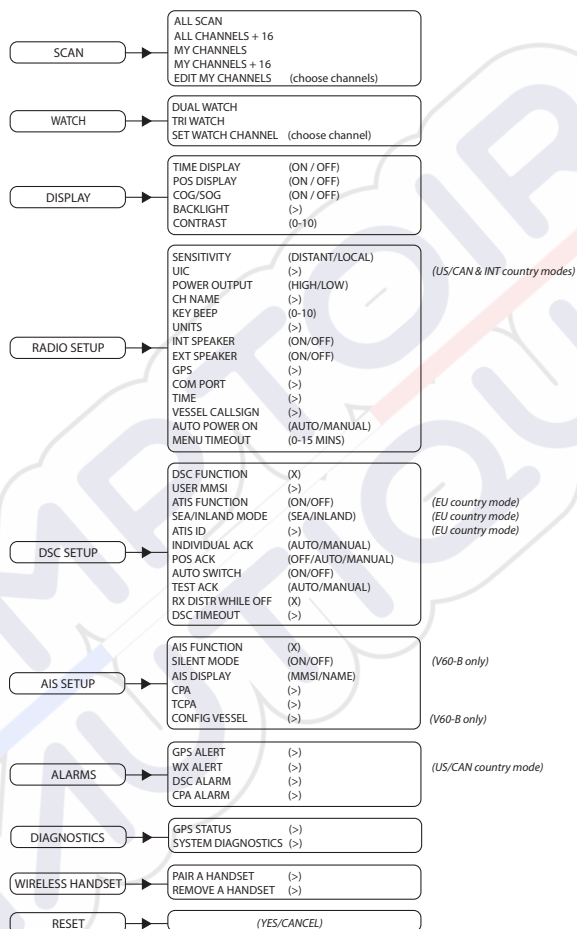 SCAN
ALL SCAN
ALL CHANNELS + 16
MY CHANNELS
MY CHANNELS + 16
EDIT MY CHANNELS (choose channels)
WATCH
DUAL WATCH
TRI WATCH
SET WATCH CHANNEL (choose channel)
DISPLAY
TIME DISPLAY (ON / OFF)
POS DISPLAY (ON / OFF)
COG/SOG (ON / OFF)
BACKLIGHT (>)
CONTRAST (0-10)
RADIO SETUP
SENSITIVITY (DISTANT/LOCAL)
UIC (>) (US/CAN & INT country modes)
POWER OUTPUT (HIGH/LOW)
CH NAME (>)
KEY BEEP (0-10)
UNITS (>)
INT SPEAKER (ON/OFF)
EXT SPEAKER (ON/OFF)
GPS (>)
COM PORT (>)
TIME (>)
VESSEL CALLSIGN (>)
AUTO POWER ON (AUTO/MANUAL)
MENU TIMEOUT (0-15 MINS)
DSC SETUP
DSC FUNCTION (X)
USER MMSI (>)
ATIS FUNCTION (ON/OFF) (EU country mode)
SEA/INLAND MODE (SEA/INLAND) (EU country mode)
ATIS ID (>) (EU country mode)
INDIVIDUAL ACK (AUTO/MANUAL)
POS ACK (OFF/AUTO/MANUAL)
AUTO SWITCH (ON/OFF)
TEST ACK (AUTO/MANUAL)
RX DISTR WHILE OFF (X)
DSC TIMEOUT (>)
AIS SETUP
AIS FUNCTION (X)
SILENT MODE (ON/OFF) (V60-B only)
AIS DISPLAY (MMSI/NAME)
CPA (>)
TCPA (>)
CONFIG VESSEL (>) (V60-B only)
ALARMS
GPS ALERT (>)
WX ALERT (>) (US/CAN country mode)
DSC ALARM (>)
CPA ALARM (>)
DIAGNOSTICS
GPS STATUS (>)
SYSTEM DIAGNOSTICS (>)
WIRELESS HANDSET
PAIR A HANDSET (>)
REMOVE A HANDSET (>)
RESET
(YES/CANCEL)